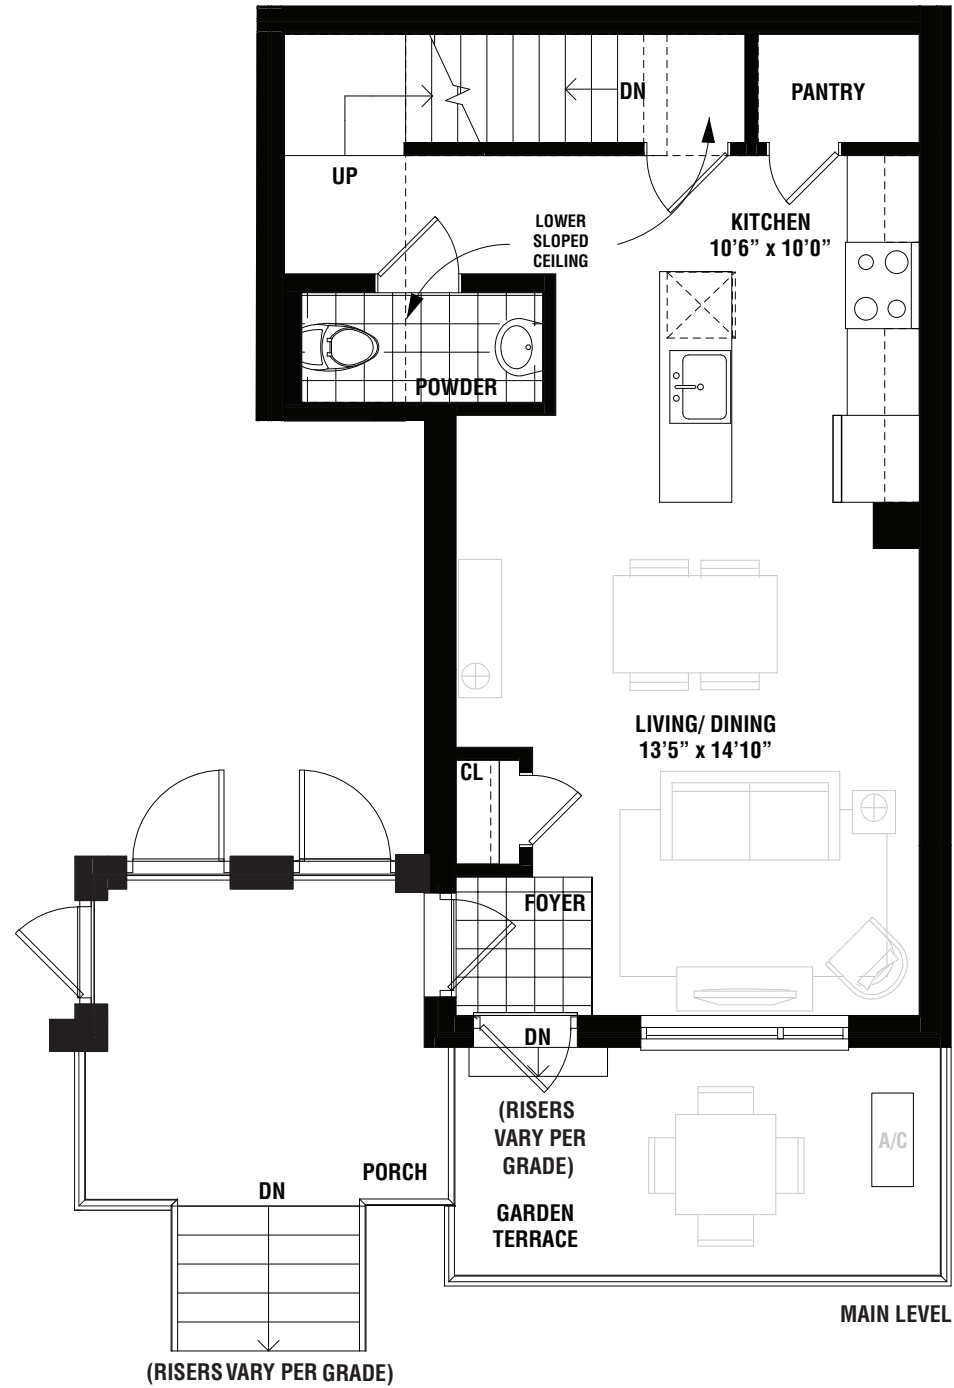 DN
PANTRY
UP
LOWER
SLOPED
CEILING
KITCHEN
10’6” x 10’0”
POWDER
LIVING/ DINING
13’5” x 14’10”
CL
FOYER
DN
(RISERS
VARY PER
GRADE)
A/C
PORCH
DN
GARDEN
TERRACE
MAIN LEVEL
(RISERS VARY PER GRADE)